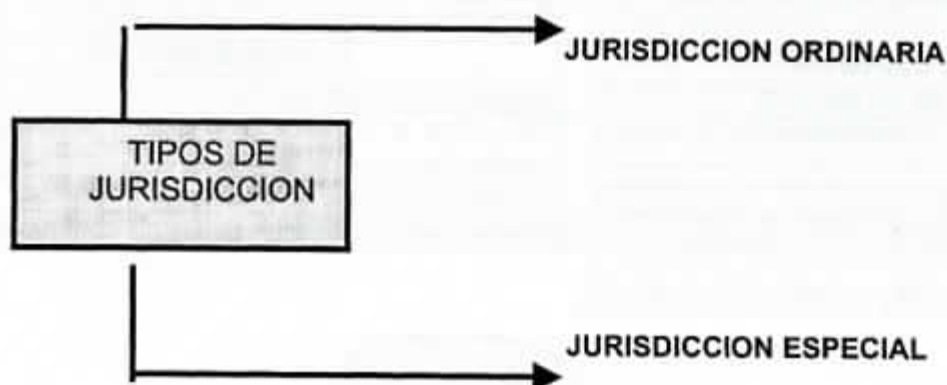 JURISDICCION ORDINARIA
TIPOS DE
JURISDICCION
JURISDICCION ESPECIAL